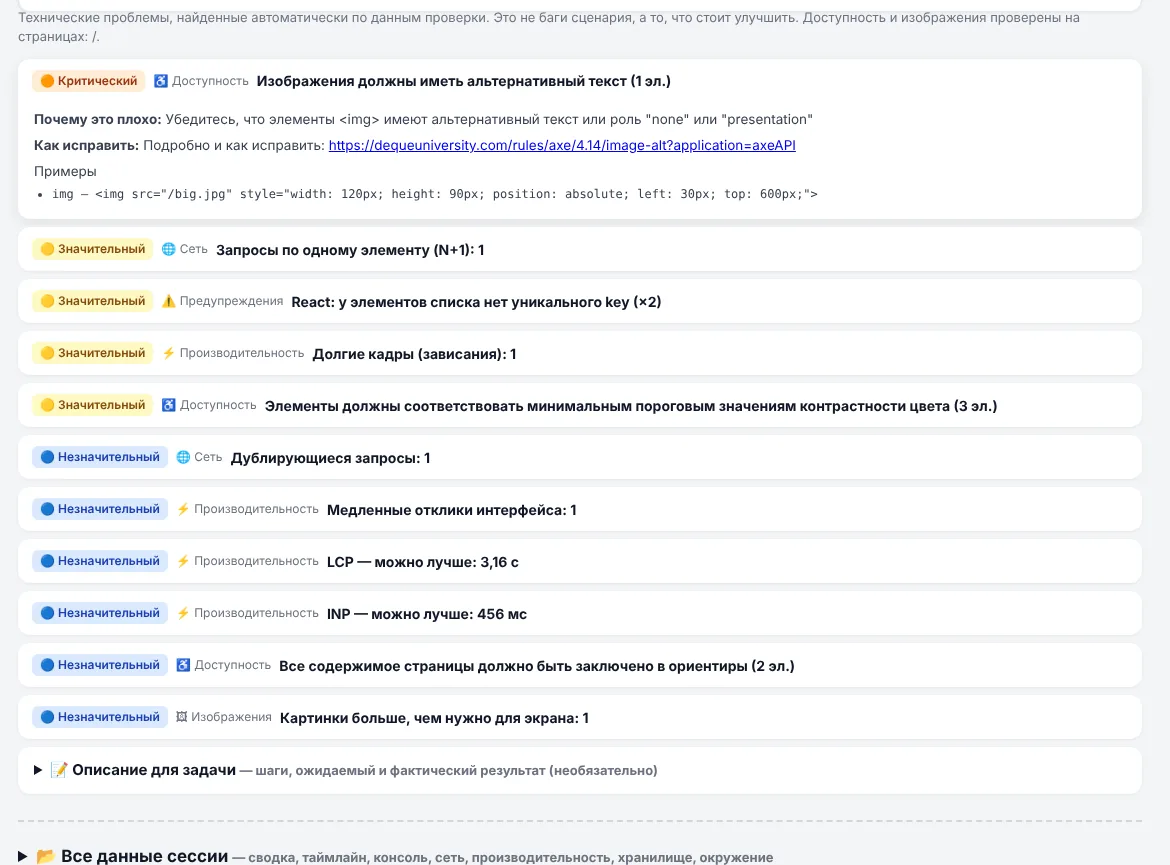 Технические проблемы, найденные автоматически по данным проверки. Это не баги сценария, а то, что стоит улучшить. Доступность и изображения проверены на
страницах: /.
🟠 Критический ♿ Доступность Изображения должны иметь альтернативный текст (1 эл.)
Почему это плохо: Убедитесь, что элементы <img> имеют альтернативный текст или роль "none" или "presentation"
Как исправить: Подробно и как исправить: https://dequeuniversity.com/rules/axe/4.14/image-alt?application=axeAPI
Примеры
• img — <img src="/big.jpg" style="width: 120px; height: 90px; position: absolute; left: 30px; top: 600px;">
🟡 Значительный 🌐 Сеть Запросы по одному элементу (N+1): 1
🟡 Значительный ⚠️ Предупреждения React: у элементов списка нет уникального key (×2)
🟡 Значительный ⚡ Производительность Долгие кадры (зависания): 1
🟡 Значительный ♿ Доступность Элементы должны соответствовать минимальным пороговым значениям контрастности цвета (3 эл.)
🔵 Незначительный 🌐 Сеть Дублирующиеся запросы: 1
🔵 Незначительный ⚡ Производительность Медленные отклики интерфейса: 1
🔵 Незначительный ⚡ Производительность LCP — можно лучше: 3,16 с
🔵 Незначительный ⚡ Производительность INP — можно лучше: 456 мс
🔵 Незначительный ♿ Доступность Все содержимое страницы должно быть заключено в ориентиры (2 эл.)
🔵 Незначительный 🖼 Изображения Картинки больше, чем нужно для экрана: 1
▶ 📝 Описание для задачи — шаги, ожидаемый и фактический результат (необязательно)
▶ 📂 Все данные сессии — сводка, таймлайн, консоль, сеть, производительность, хранилище, окружение